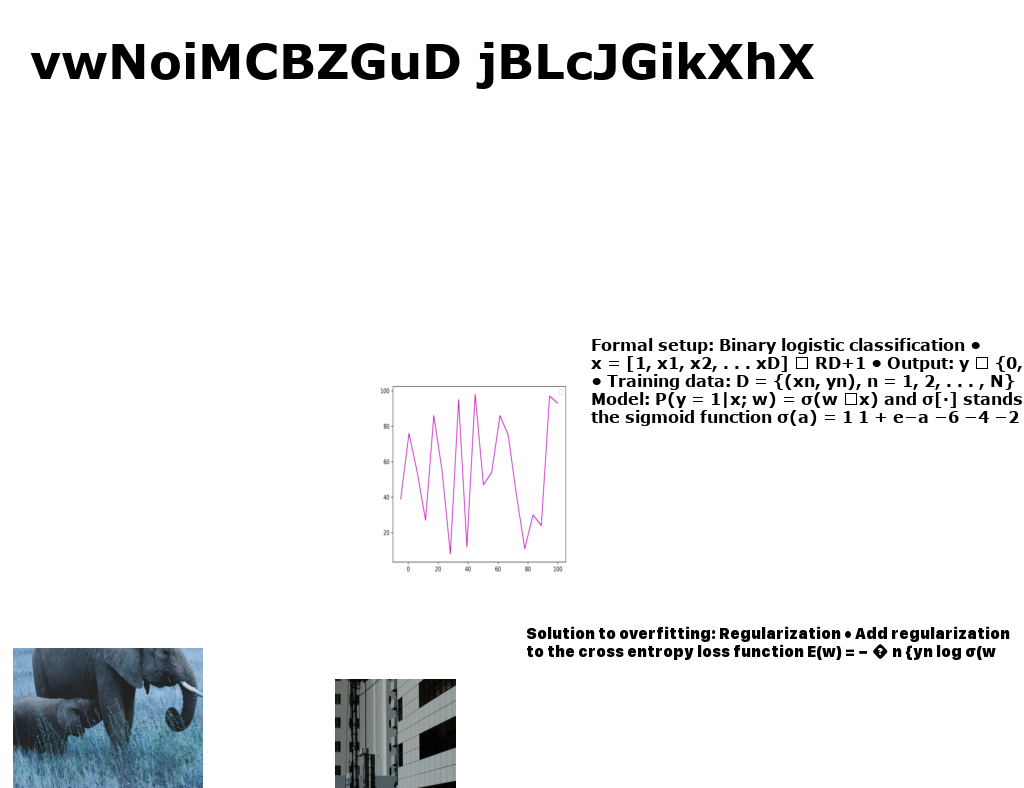 vwNoiMCBZGuD jBLcJGikXhX
Formal setup: Binary logistic classification •
x = [1, x1, x2, . . . xD] □ RD+1 • Output: y □ {0,
• Training data: D = {(xn, yn), n = 1, 2, . . . , N}
Model: P(y = 1|x; w) = σ(w □x) and σ[·] stands
the sigmoid function σ(a) = 1 1 + e−a −6 −4 −2
100
80
60
40
20
0 20 40 60 80 100
Solution to overfitting: Regularization • Add regularization
to the cross entropy loss function E(w) = − � n {yn log σ(w